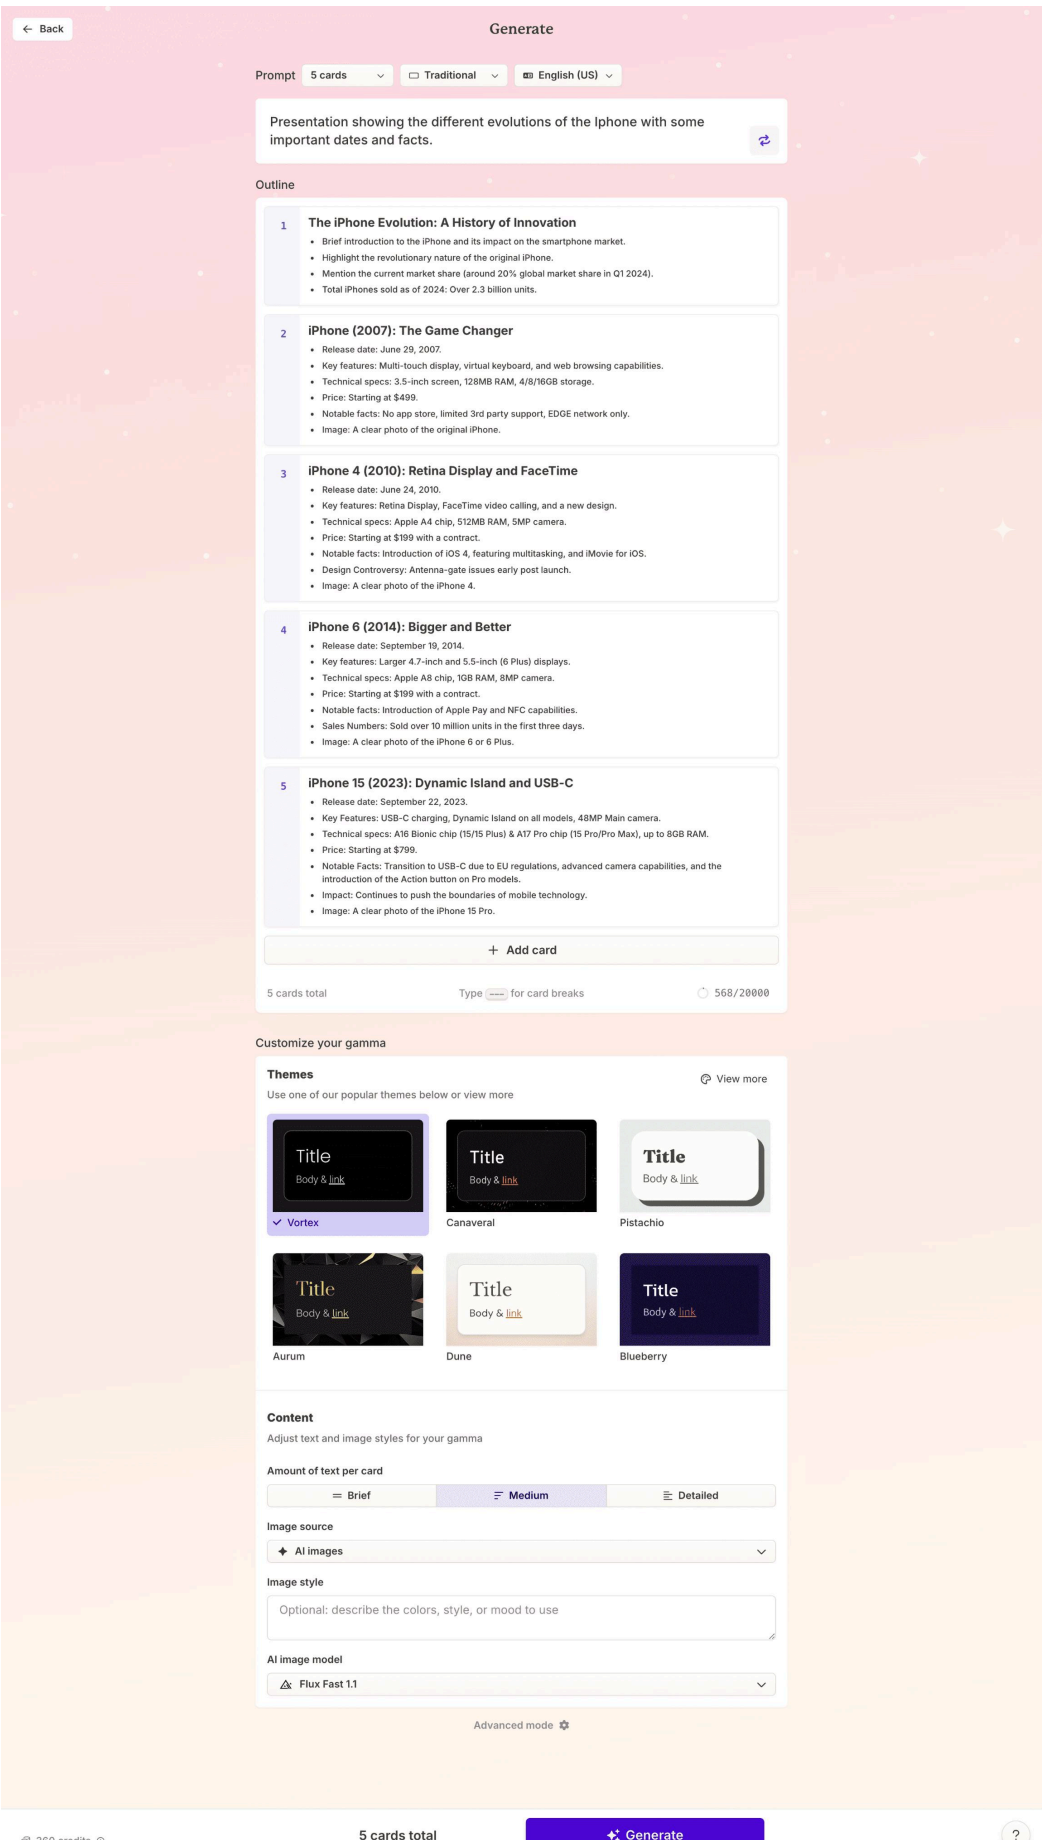 Back
Generate
Prompt 5 cards Traditional English (US)
Presentation showing the different evolutions of the Iphone with some
important dates and facts.
Outline
1 The iPhone Evolution: A History of Innovation
• Brief introduction to the iPhone and its impact on the smartphone market.
• Highlight the revolutionary nature of the original iPhone.
• Mention the current market share (around 20% global market share in Q1 2024).
• Total iPhones sold as of 2024: Over 2.3 billion units.
2 iPhone (2007): The Game Changer
• Release date: June 29, 2007.
• Key features: Multi-touch display, virtual keyboard, and web browsing capabilities.
• Technical specs: 3.5-inch screen, 128MB RAM, 4/8/16GB storage.
• Price: Starting at $499.
• Notable facts: No app store, limited 3rd party support, EDGE network only.
• Image: A clear photo of the original iPhone.
3 iPhone 4 (2010): Retina Display and FaceTime
• Release date: June 24, 2010.
• Key features: Retina Display, FaceTime video calling, and a new design.
• Technical specs: Apple A4 chip, 512MB RAM, 5MP camera.
• Price: Starting at $199 with a contract.
• Notable facts: Introduction of iOS 4, featuring multitasking, and iMovie for iOS.
• Design Controversy: Antenna-gate issues early post launch.
• Image: A clear photo of the iPhone 4.
4 iPhone 6 (2014): Bigger and Better
• Release date: September 19, 2014.
• Key features: Larger 4.7-inch and 5.5-inch (6 Plus) displays.
• Technical specs: Apple A8 chip, 1GB RAM, 8MP camera.
• Price: Starting at $199 with a contract.
• Notable facts: Introduction of Apple Pay and NFC capabilities.
• Sales Numbers: Sold over 10 million units in the first three days.
• Image: A clear photo of the iPhone 6 or 6 Plus.
5 iPhone 15 (2023): Dynamic Island and USB-C
• Release date: September 22, 2023.
• Key Features: USB-C charging, Dynamic Island on all models, 48MP Main camera.
• Technical specs: A16 Bionic chip (15/15 Plus) & A17 Pro chip (15 Pro/Pro Max), up to 8GB RAM.
• Price: Starting at $799.
• Notable Facts: Transition to USB-C due to EU regulations, advanced camera capabilities, and the
introduction of the Action button on Pro models.
• Impact: Continues to push the boundaries of mobile technology.
• Image: A clear photo of the iPhone 15 Pro.
+ Add card
5 cards total Type --- for card breaks 568/20000
Customize your gamma
Themes
View more
Use one of our popular themes below or view more
Title Title Title
Body & link Body & link Body & link
Vortex Canaveral Pistachio
Title Title Title
Body & link Body & link Body & link
Aurum Dune Blueberry
Content
Adjust text and image styles for your gamma
Amount of text per card
Brief Medium Detailed
Image source
AI images
Image style
Optional: describe the colors, style, or mood to use
AI image model
Flux Fast 1.1
Advanced mode
5 cards total Generate ?